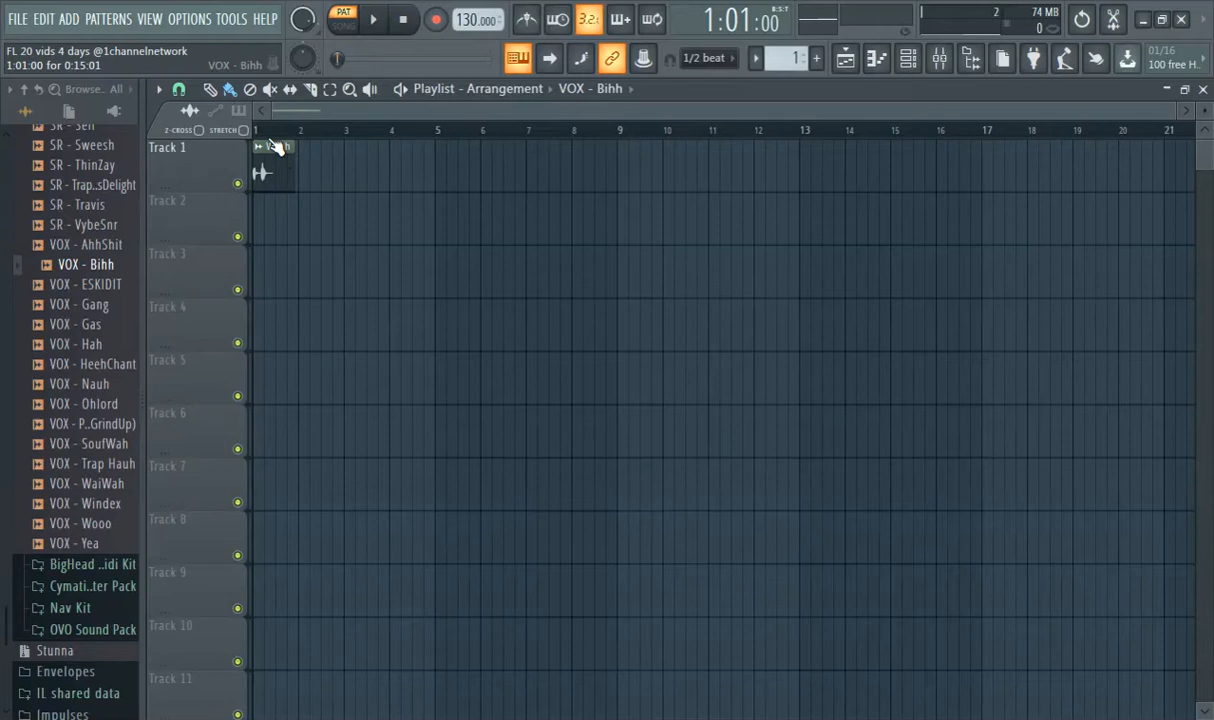 FILE EDIT ADD PATTERNS VIEW OPTIONS TOOLS HELP
PAT
SONG
130.000
3.2.
1:01:00
B:S:T
2
74 MB
0
FL 20 vids 4 days @1channelnetwork
1:01:00 for 0:15:01
VOX - Bihh
1/2 beat
1
01/16
100 free H..
Browse..
All
Playlist - Arrangement
VOX - Bihh
Z-CROSS
STRETCH
1 2 3 4 5 6 7 8 9 10 11 12 13 14 15 16 17 18 19 20 21
SR - Sweesh
SR - ThinZay
SR - Trap..sDelight
SR - Travis
SR - VybeSnr
VOX - AhhShit
VOX - Bihh
VOX - ESKIDIT
VOX - Gang
VOX - Gas
VOX - Hah
VOX - HeehChant
VOX - Nauh
VOX - Ohlord
VOX - P..GrindUp)
VOX - SoufWah
VOX - Trap Hauh
VOX - WaiWah
VOX - Windex
VOX - Wooo
VOX - Yea
BigHead ..idi Kit
Cymati..ter Pack
Nav Kit
OVO Sound Pack
Stunna
Envelopes
IL shared data
Impulses
Track 1
Track 2
Track 3
Track 4
Track 5
Track 6
Track 7
Track 8
Track 9
Track 10
Track 11